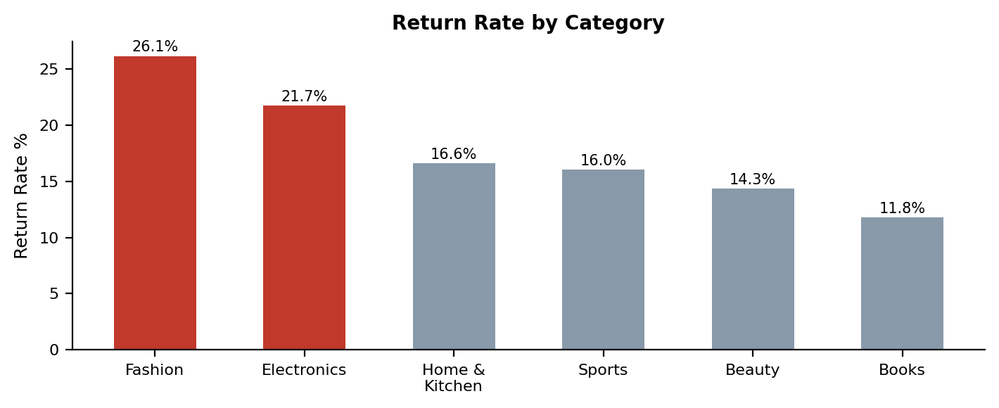 Return Rate by Category
Return Rate %
25
20
15
10
5
0
26.1%
21.7%
16.6%
16.0%
14.3%
11.8%
Fashion
Electronics
Home &
Kitchen
Sports
Beauty
Books